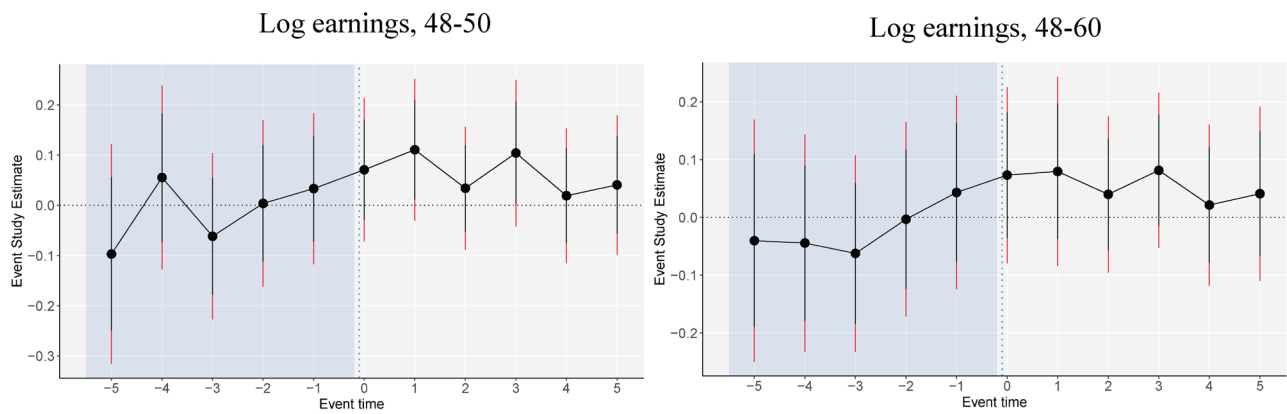 Log earnings, 48-50
Event Study Estimate
0.2
0.1
0.0
−0.1
−0.2
−0.3
−5 −4 −3 −2 −1 0 1 2 3 4 5
Event time
Log earnings, 48-60
Event Study Estimate
0.2
0.1
0.0
−0.1
−0.2
−5 −4 −3 −2 −1 0 1 2 3 4 5
Event time